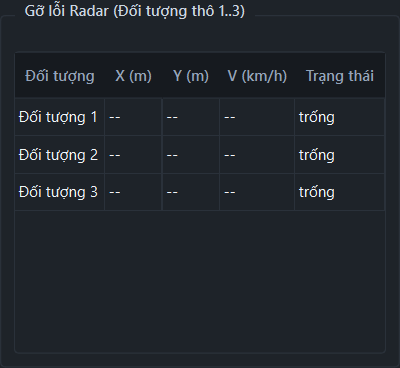 Gỡ lỗi Radar (Đối tượng thô 1..3)
Đối tượng X (m) Y (m) V (km/h) Trạng thái
Đối tượng 1 -- -- -- trống
Đối tượng 2 -- -- -- trống
Đối tượng 3 -- -- -- trống